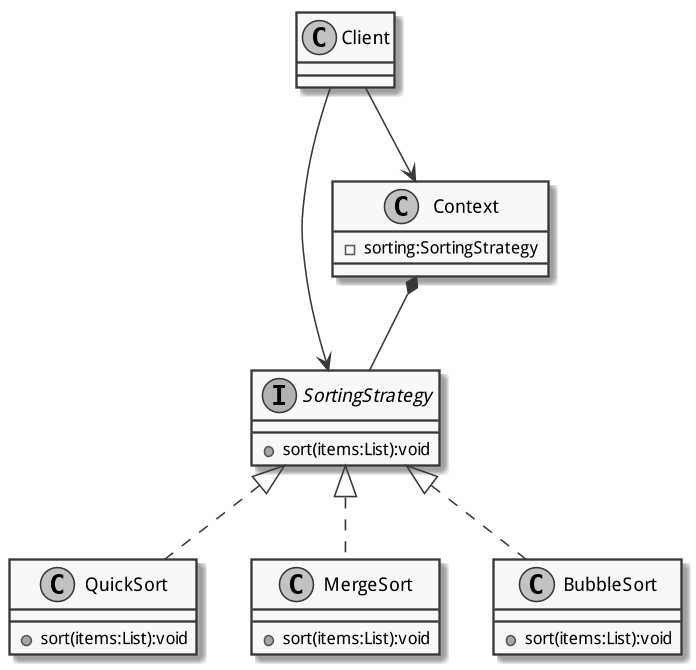 C Client
C Context
sorting:SortingStrategy
I SortingStrategy
sort(items:List):void
C QuickSort
sort(items:List):void
C MergeSort
sort(items:List):void
C BubbleSort
sort(items:List):void